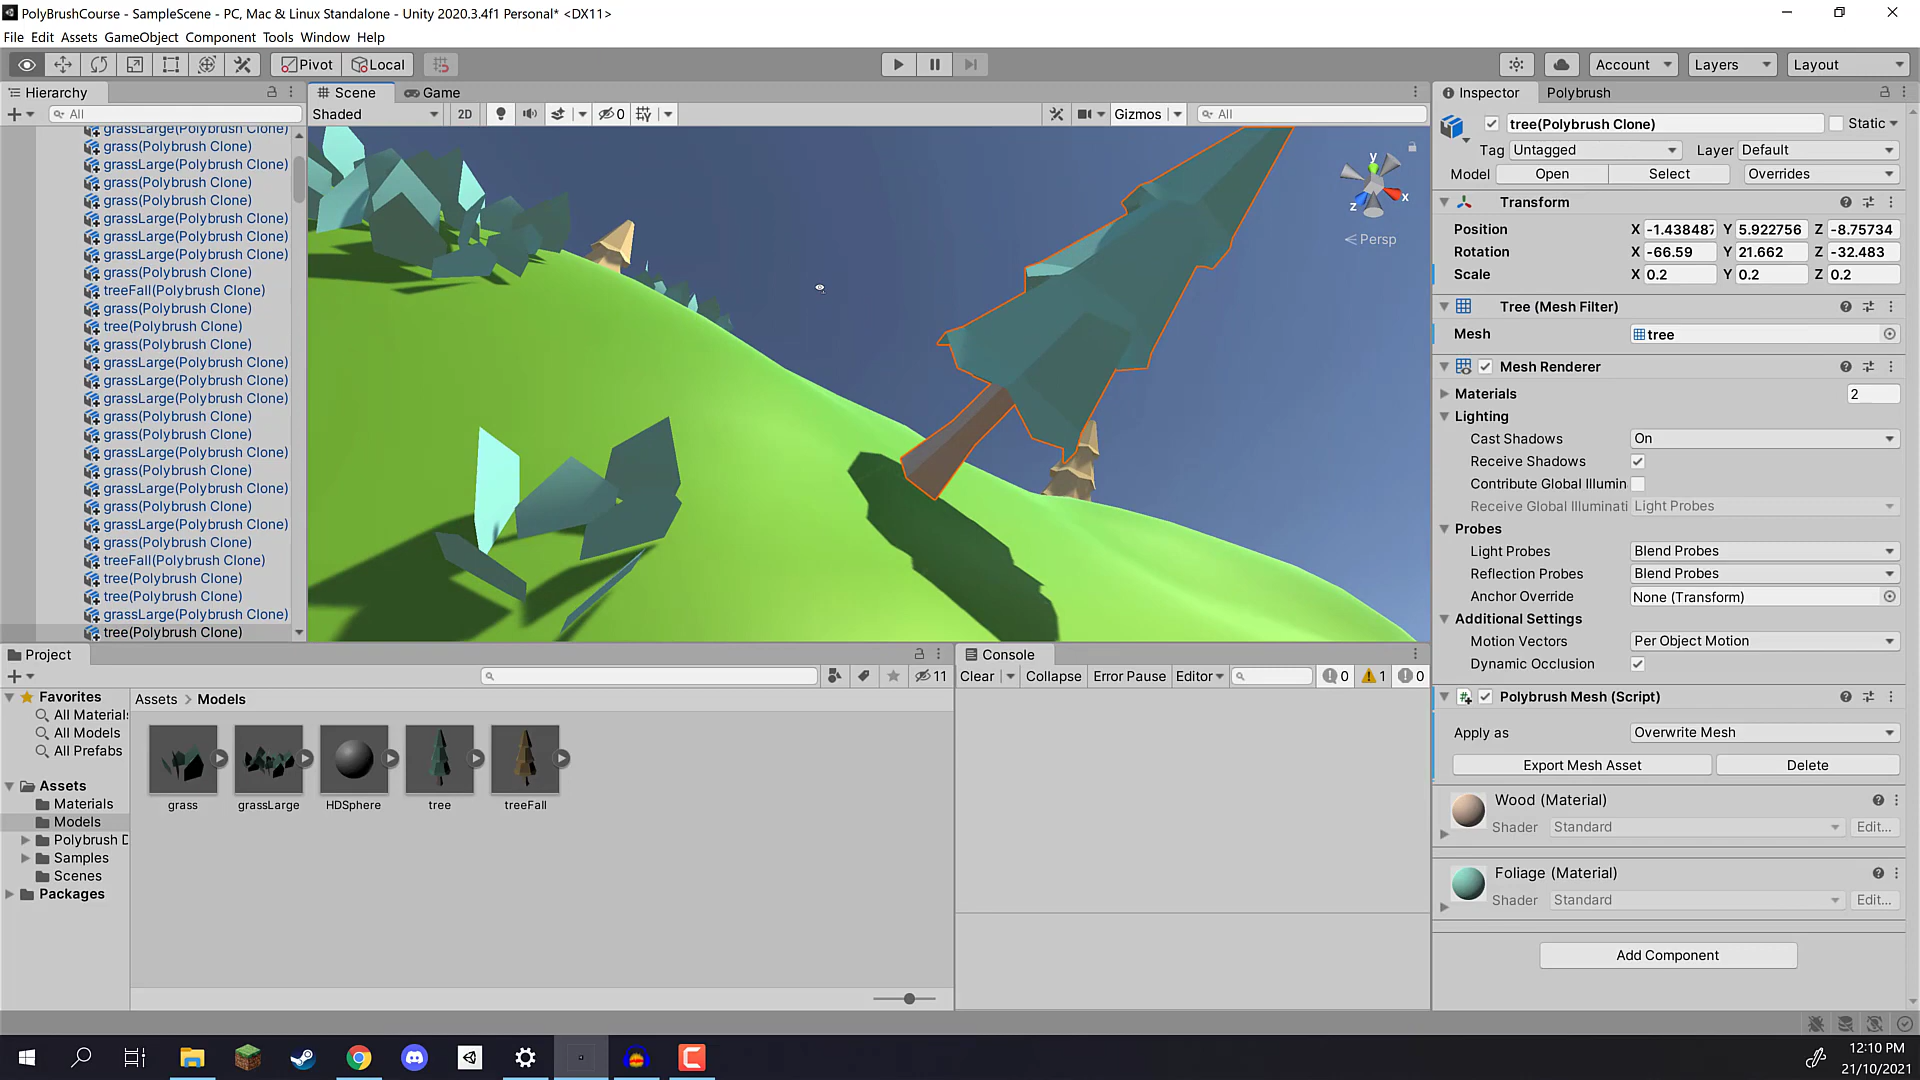 PolyBrushCourse - SampleScene - PC, Mac & Linux Standalone - Unity 2020.3.4f1 Personal* <DX11>
File Edit Assets GameObject Component Tools Window Help
Pivot Local Account Layers Layout
Hierarchy
All
grassLarge(Polybrush Clone)
grass(Polybrush Clone)
grassLarge(Polybrush Clone)
grass(Polybrush Clone)
grass(Polybrush Clone)
grassLarge(Polybrush Clone)
grassLarge(Polybrush Clone)
grassLarge(Polybrush Clone)
grass(Polybrush Clone)
treeFall(Polybrush Clone)
grass(Polybrush Clone)
tree(Polybrush Clone)
grass(Polybrush Clone)
grassLarge(Polybrush Clone)
grassLarge(Polybrush Clone)
grassLarge(Polybrush Clone)
grass(Polybrush Clone)
grass(Polybrush Clone)
grassLarge(Polybrush Clone)
grass(Polybrush Clone)
grassLarge(Polybrush Clone)
grass(Polybrush Clone)
grassLarge(Polybrush Clone)
grass(Polybrush Clone)
treeFall(Polybrush Clone)
tree(Polybrush Clone)
tree(Polybrush Clone)
grassLarge(Polybrush Clone)
tree(Polybrush Clone)
Scene Game
Shaded 2D 0 Gizmos All
y
x
z
Persp
Inspector Polybrush
tree(Polybrush Clone) Static
Tag Untagged Layer Default
Model Open Select Overrides
Transform
Position X -1.438487 Y 5.922756 Z -8.75734
Rotation X -66.59 Y 21.662 Z -32.483
Scale X 0.2 Y 0.2 Z 0.2
Tree (Mesh Filter)
Mesh tree
Mesh Renderer
Materials 2
Lighting
Cast Shadows On
Receive Shadows
Contribute Global Illumin
Receive Global Illuminati Light Probes
Probes
Light Probes Blend Probes
Reflection Probes Blend Probes
Anchor Override None (Transform)
Additional Settings
Motion Vectors Per Object Motion
Dynamic Occlusion
Polybrush Mesh (Script)
Apply as Overwrite Mesh
Export Mesh Asset Delete
Wood (Material)
Shader Standard Edit...
Foliage (Material)
Shader Standard Edit...
Add Component
Project
11
Favorites
All Materials
All Models
All Prefabs
Assets
Materials
Models
Polybrush D
Samples
Scenes
Packages
Assets > Models
grass grassLarge HDSphere tree treeFall
Console
Clear Collapse Error Pause Editor 0 1 0
12:10 PM
21/10/2021